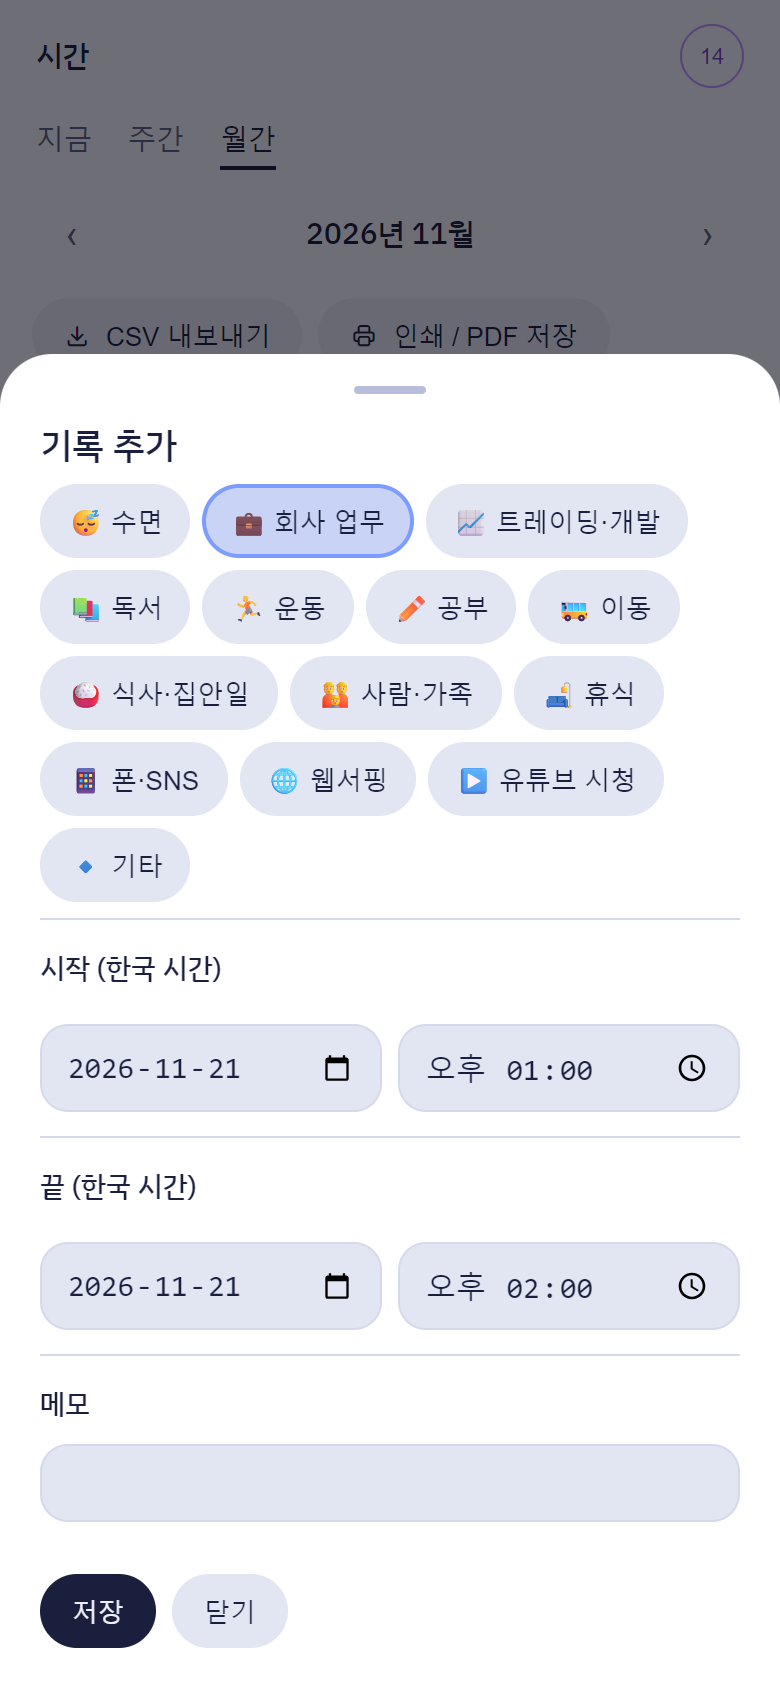 시간
14
지금 주간 월간
‹ 2026년 11월 ›
CSV 내보내기 인쇄 / PDF 저장
기록 추가
수면 회사 업무 트레이딩·개발
독서 운동 공부 이동
식사·집안일 사람·가족 휴식
폰·SNS 웹서핑 유튜브 시청
기타
시작 (한국 시간)
2026-11-21 오후 01:00
끝 (한국 시간)
2026-11-21 오후 02:00
메모
저장 닫기